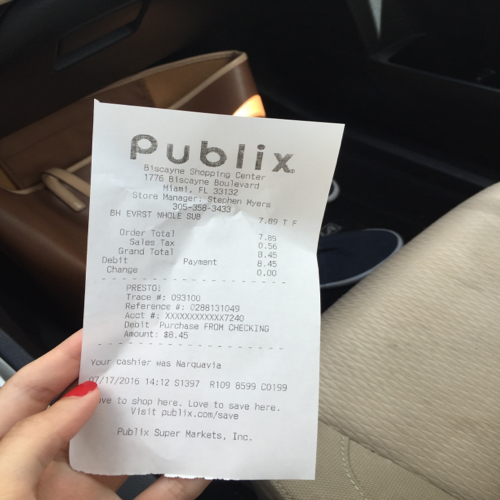 Publix
Biscayne Shopping Center
1776 Biscayne Boulevard
Miami, FL 33132
Store Manager: Stephen Myers
305-358-3433
BH EVRST WHOLE SUB 7.89 T F
Order Total 7.89
Sales Tax 0.56
Grand Total 8.45
Debit Payment 8.45
Change 0.00
PRESTO!
Trace #: 093100
Reference #: 0288131049
Acct #: XXXXXXXXXXXX7240
Debit Purchase FROM CHECKING
Amount: $8.45
Your cashier was Narquavia
07/17/2016 14:12 S1397 R109 8599 C0199
ove to shop here. Love to save here.
Visit publix.com/save
Publix Super Markets, Inc.